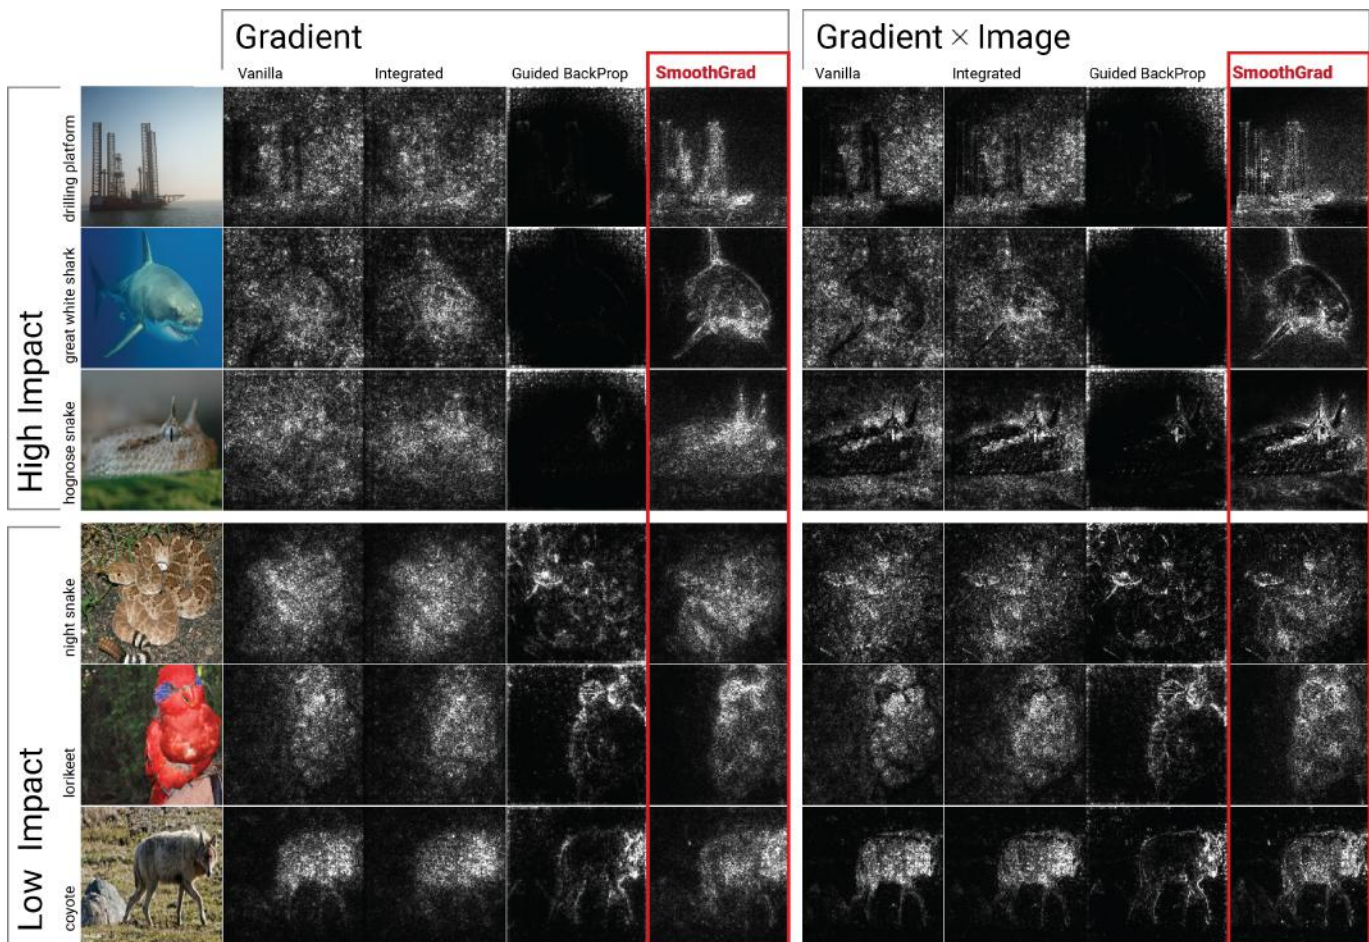 Gradient
Gradient × Image
Vanilla
Integrated
Guided BackProp
SmoothGrad
Vanilla
Integrated
Guided BackProp
SmoothGrad
High Impact
drilling platform
great white shark
hognose snake
Low Impact
night snake
lorikeet
coyote